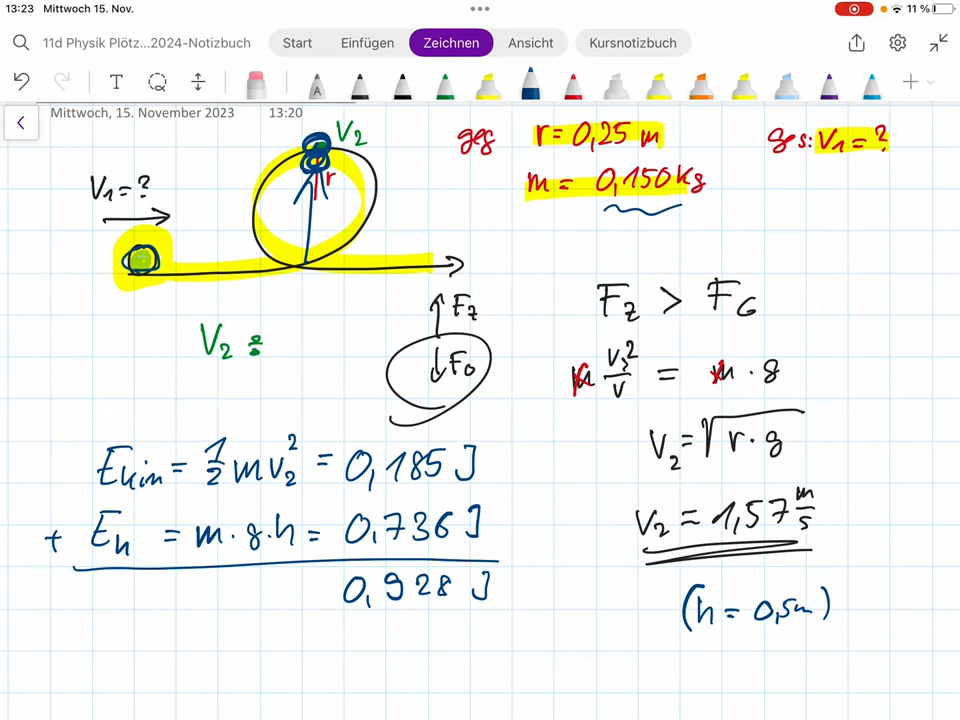 13:23 Mittwoch 15. Nov.
11 %
11d Physik Plötz...2024-Notizbuch
Start Einfügen Zeichnen Ansicht Kursnotizbuch
T
A
Mittwoch, 15. November 2023 13:20
V2
geg r = 0,25 m ges: V1 = ?
m = 0,150 kg
V1 = ?
r
FZ
FG
FZ > FG
V2 =
m V2²/r = m · g
V2 = √r · g
Ekin = 1/2 m v2² = 0,185 J
V2 = 1,57 m/s
+ Eh = m · g · h = 0,736 J
0,928 J
(h = 0,5m)